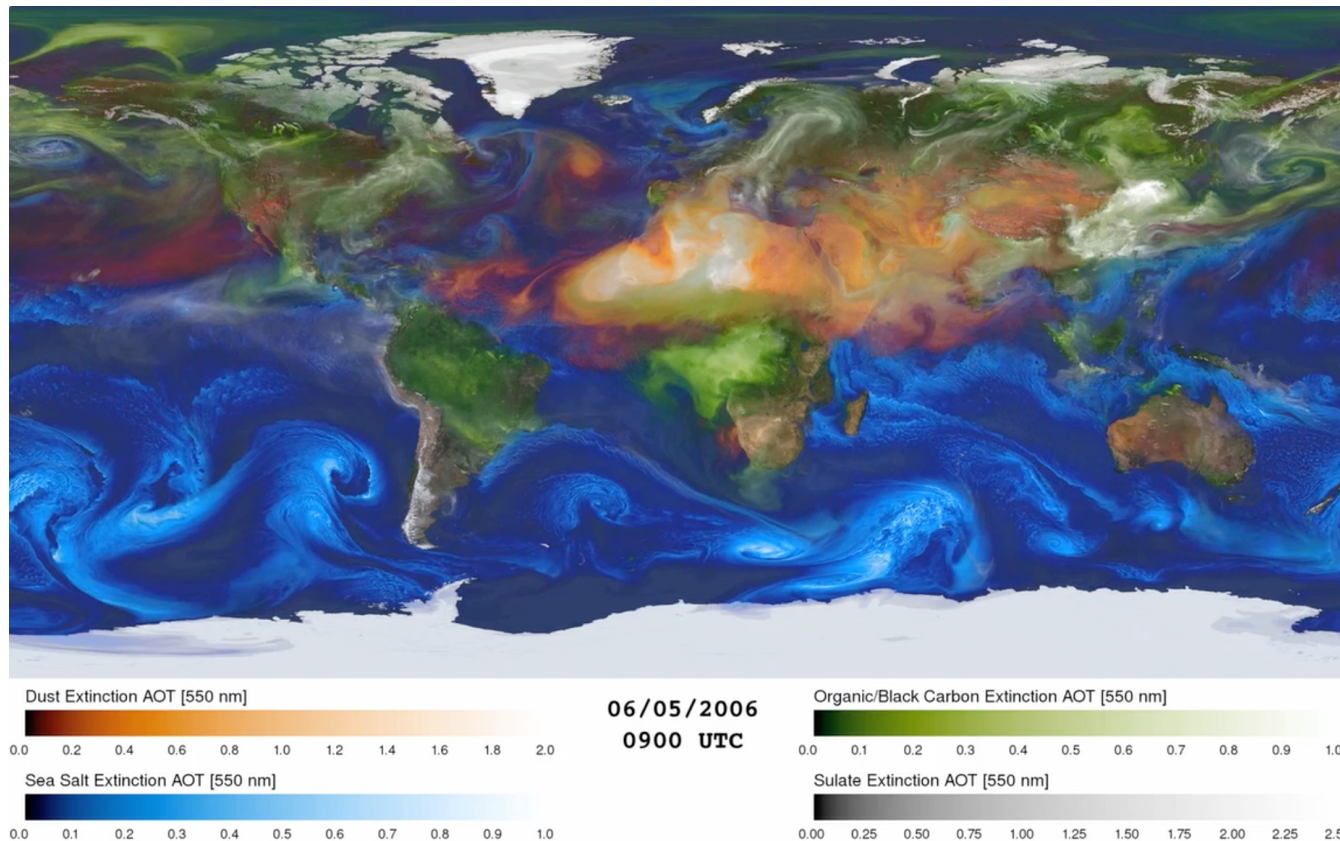 Dust Extinction AOT [550 nm]
0.0 0.2 0.4 0.6 0.8 1.0 1.2 1.4 1.6 1.8 2.0
Sea Salt Extinction AOT [550 nm]
0.0 0.1 0.2 0.3 0.4 0.5 0.6 0.7 0.8 0.9 1.0
06/05/2006
0900 UTC
Organic/Black Carbon Extinction AOT [550 nm]
0.0 0.1 0.2 0.3 0.4 0.5 0.6 0.7 0.8 0.9 1.0
Sulate Extinction AOT [550 nm]
0.00 0.25 0.50 0.75 1.00 1.25 1.50 1.75 2.00 2.25 2.5